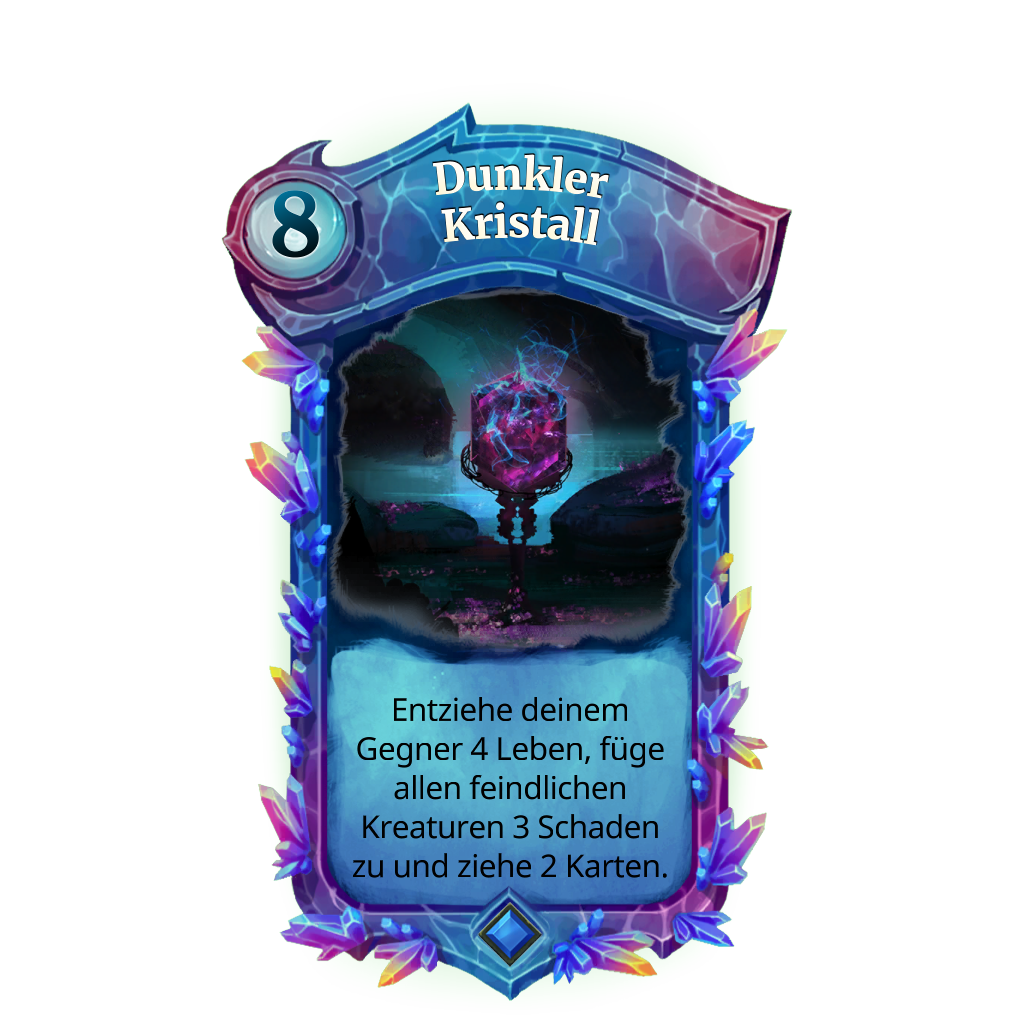 8
Dunkler
Kristall
Entziehe deinem
Gegner 4 Leben, füge
allen feindlichen
Kreaturen 3 Schaden
zu und ziehe 2 Karten.